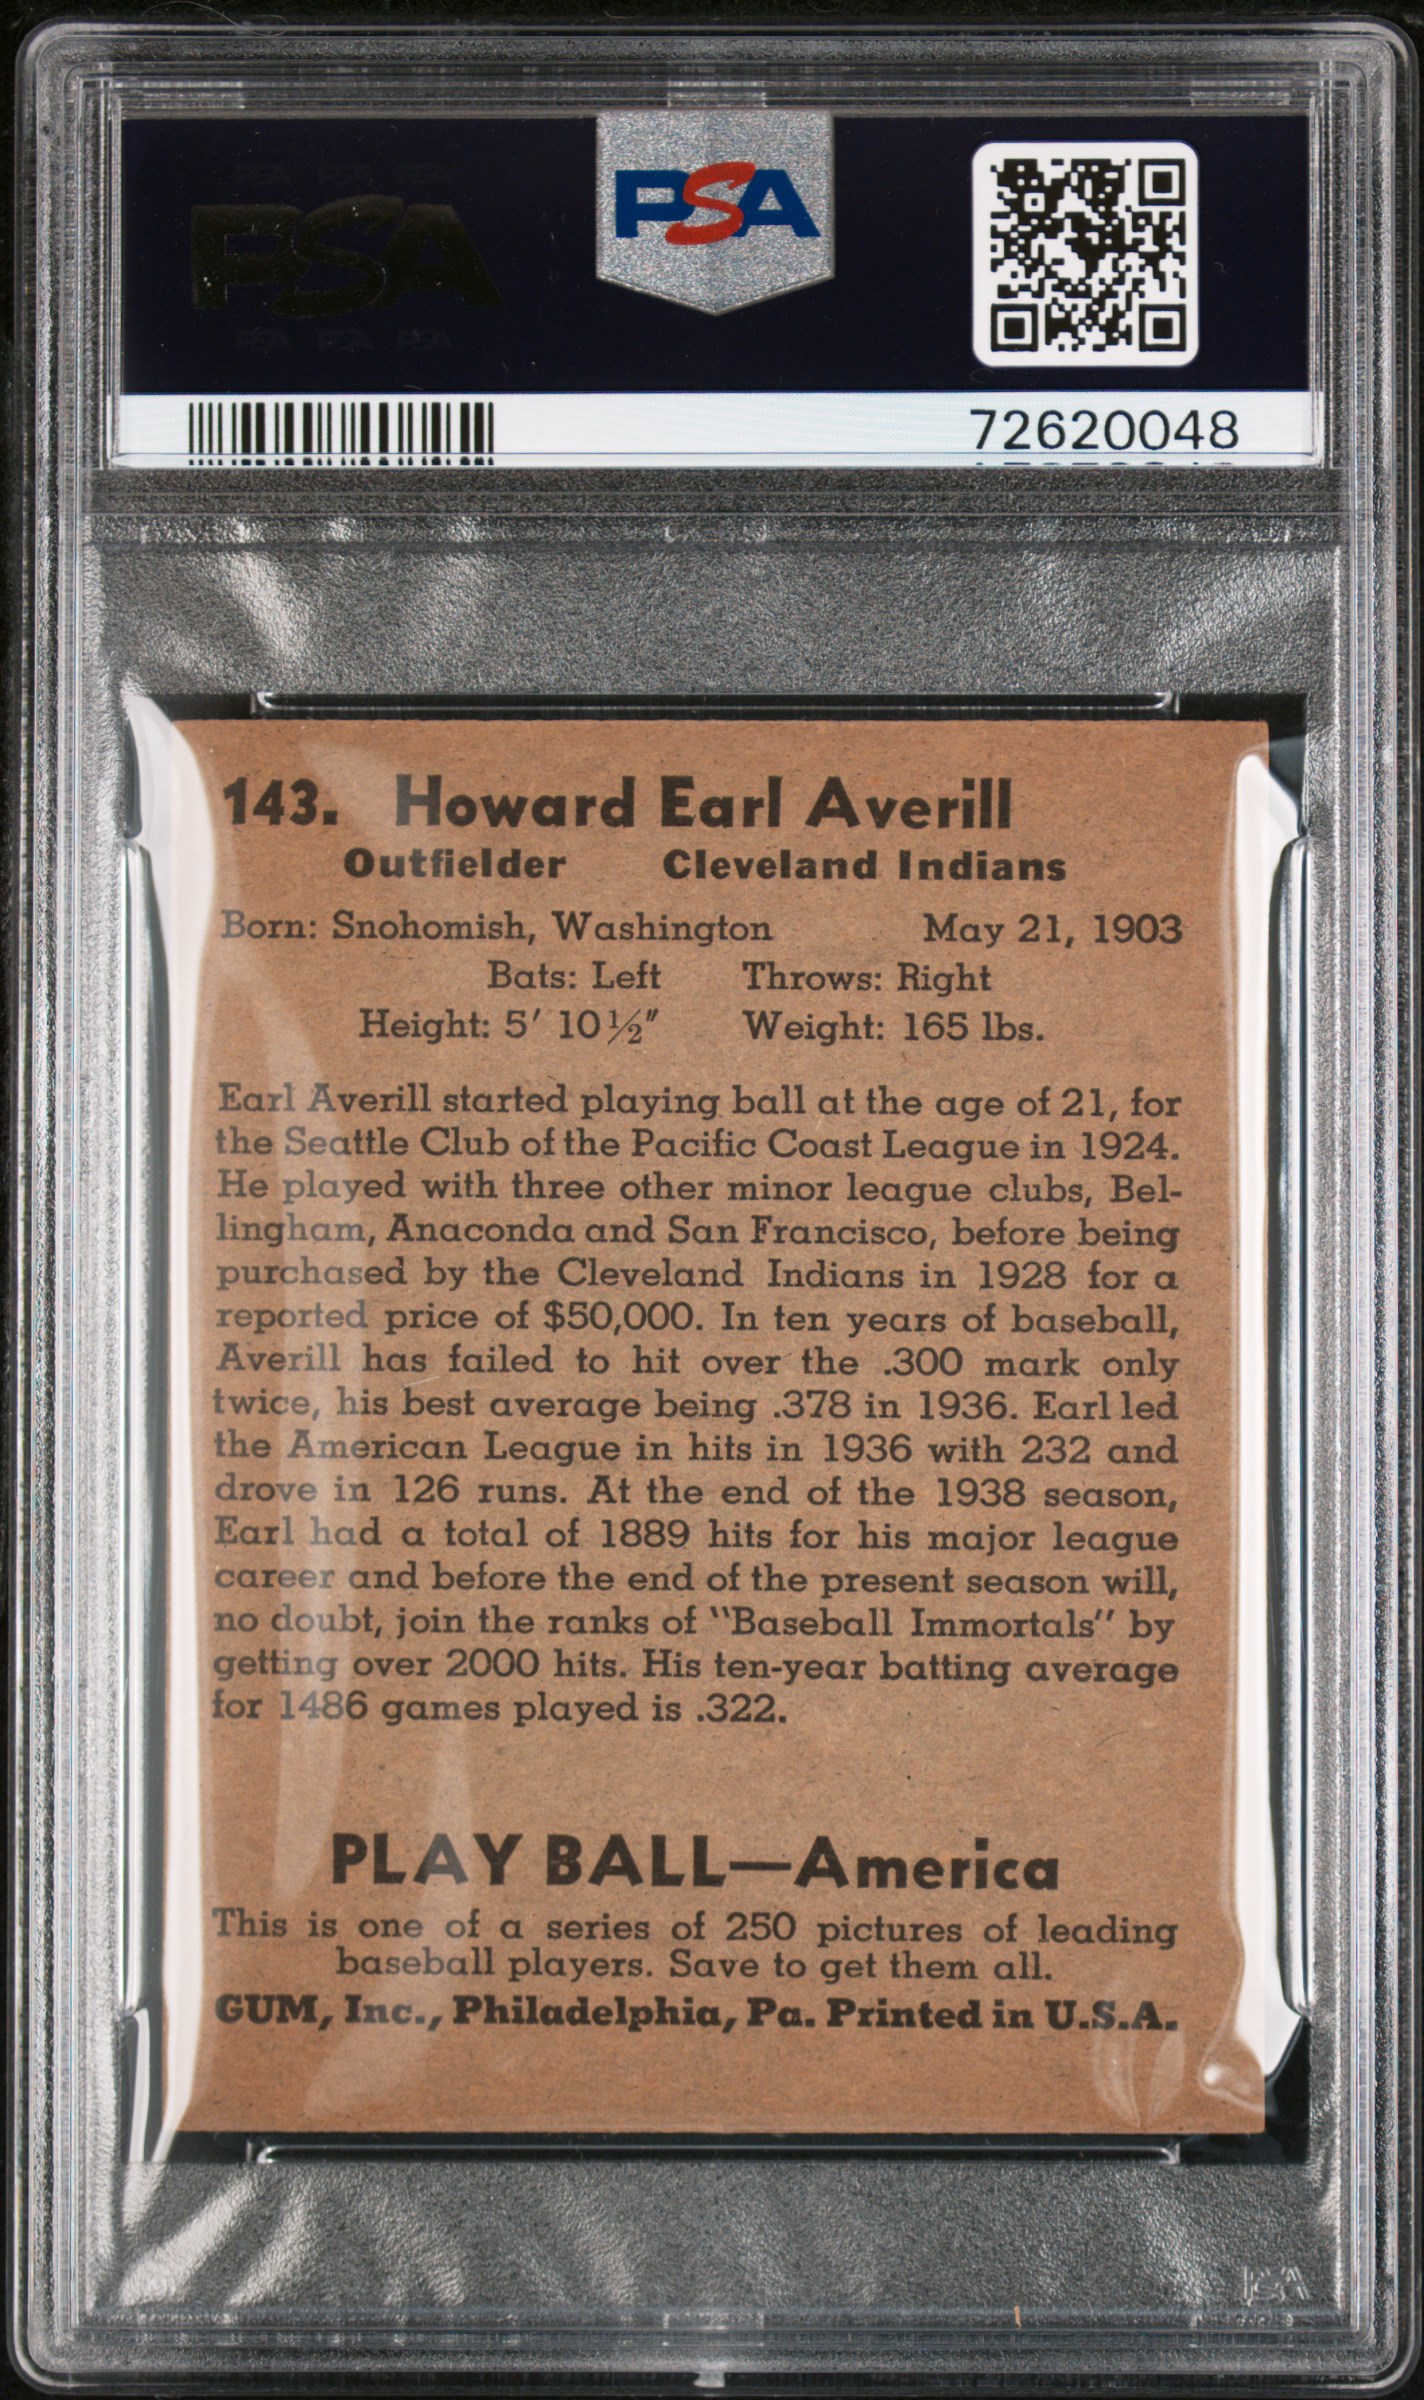 PSA
PSA
72620048
143. Howard Earl Averill
Outfielder Cleveland Indians
Born: Snohomish, Washington May 21, 1903
Bats: Left Throws: Right
Height: 5' 10½" Weight: 165 lbs.
Earl Averill started playing ball at the age of 21, for
the Seattle Club of the Pacific Coast League in 1924.
He played with three other minor league clubs, Bel-
lingham, Anaconda and San Francisco, before being
purchased by the Cleveland Indians in 1928 for a
reported price of $50,000. In ten years of baseball,
Averill has failed to hit over the .300 mark only
twice, his best average being .378 in 1936. Earl led
the American League in hits in 1936 with 232 and
drove in 126 runs. At the end of the 1938 season,
Earl had a total of 1889 hits for his major league
career and before the end of the present season will,
no doubt, join the ranks of "Baseball Immortals" by
getting over 2000 hits. His ten-year batting average
for 1486 games played is .322.
PLAY BALL—America
This is one of a series of 250 pictures of leading
baseball players. Save to get them all.
GUM, Inc., Philadelphia, Pa. Printed in U.S.A.
PSA